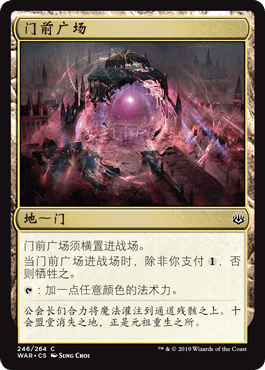 门前广场
地～门
门前广场须横置进战场。
当门前广场进战场时，除非你支付1，否
则牺牲之。
：加一点任意颜色的法术力。
公会长们合力将魔法灌注到通道残骸之上。十
会盟堂消失之地，正是元祖重生之所。
246/264 C
WAR • CS SUNG CHOI
™ & © 2019 Wizards of the Coast